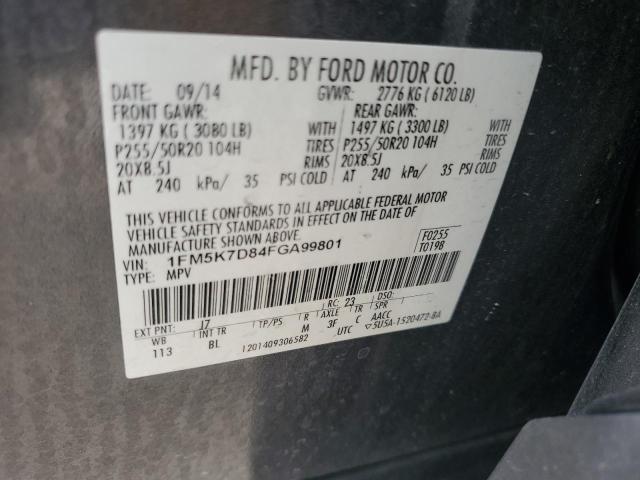 MFD. BY FORD MOTOR CO.
DATE: 09/14 GVWR: 2776 KG ( 6120 LB)
FRONT GAWR: REAR GAWR:
1397 KG ( 3080 LB) WITH 1497 KG ( 3300 LB) WITH
P255/50R20 104H TIRES P255/50R20 104H TIRES
20X8.5J RIMS 20X8.5J RIMS
AT 240 kPa/ 35 PSI COLD AT 240 kPa/ 35 PSI COLD
THIS VEHICLE CONFORMS TO ALL APPLICABLE FEDERAL MOTOR
VEHICLE SAFETY STANDARDS IN EFFECT ON THE DATE OF
MANUFACTURE SHOWN ABOVE.
VIN: 1FM5K7D84FGA99801 F0255
TYPE: MPV T0198
RC: 23 DSO:
EXT PNT: J7 
WB INT TR TP/PS R AXLE TR SPR
113 BL M 3F C AACC
I201409306582 UTC 5U5A-1520472-BA